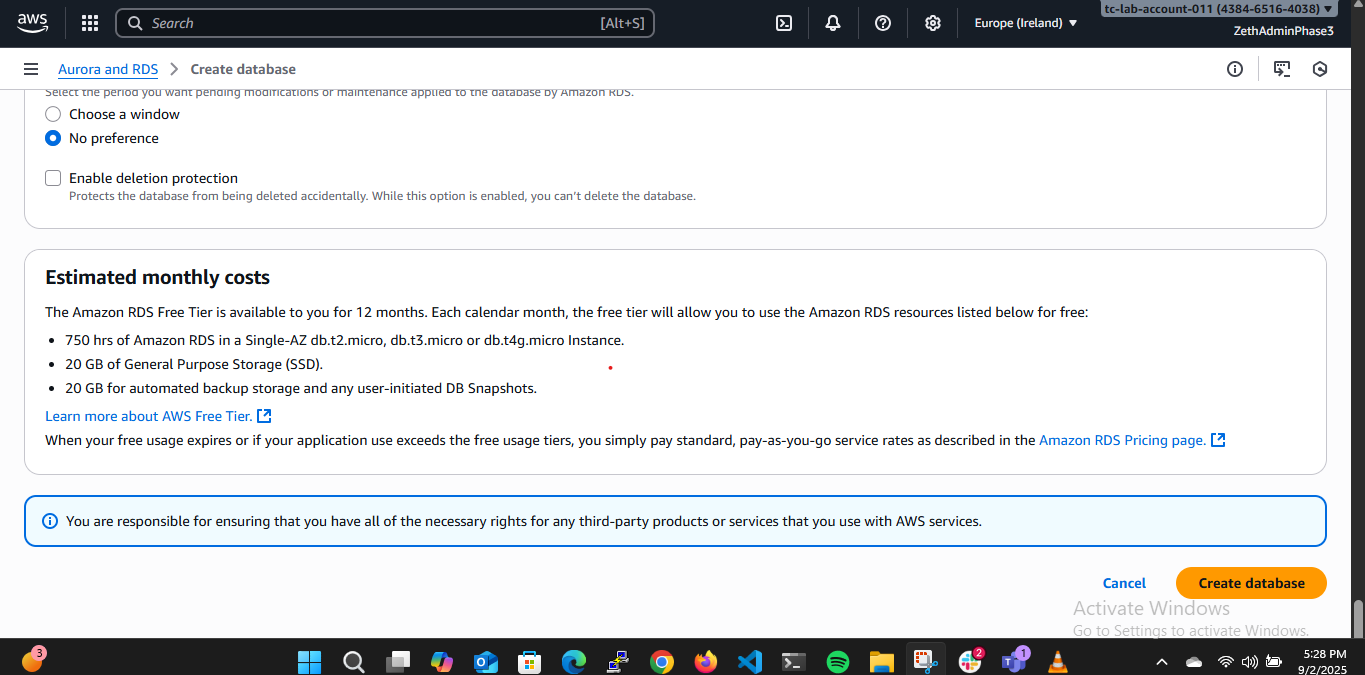 aws
Search
[Alt+S]
Europe (Ireland)
tc-lab-account-011 (4384-6516-4038)
ZethAdminPhase3
Aurora and RDS
Create database
Select the period you want pending modifications or maintenance applied to the database by Amazon RDS.
Choose a window
No preference
Enable deletion protection
Protects the database from being deleted accidentally. While this option is enabled, you can't delete the database.
Estimated monthly costs
The Amazon RDS Free Tier is available to you for 12 months. Each calendar month, the free tier will allow you to use the Amazon RDS resources listed below for free:
• 750 hrs of Amazon RDS in a Single-AZ db.t2.micro, db.t3.micro or db.t4g.micro Instance.
• 20 GB of General Purpose Storage (SSD).
• 20 GB for automated backup storage and any user-initiated DB Snapshots.
Learn more about AWS Free Tier.
When your free usage expires or if your application use exceeds the free usage tiers, you simply pay standard, pay-as-you-go service rates as described in the Amazon RDS Pricing page.
You are responsible for ensuring that you have all of the necessary rights for any third-party products or services that you use with AWS services.
Cancel
Create database
Activate Windows
Go to Settings to activate Windows.
3
2
1
5:28 PM
9/2/2025